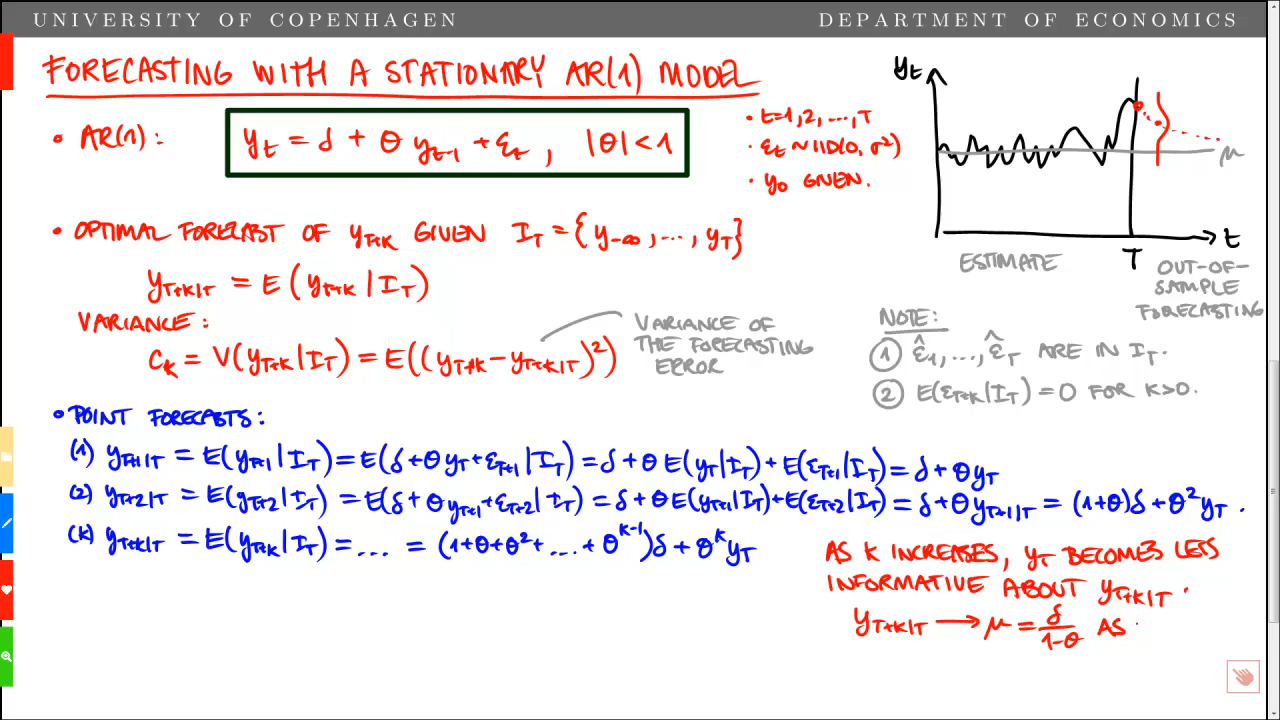 UNIVERSITY OF COPENHAGEN
DEPARTMENT OF ECONOMICS
FORECASTING WITH A STATIONARY AR(1) MODEL
• AR(1): y_t = δ + θ y_{t-1} + ε_t , |θ| < 1
• t=1, 2, ..., T
• ε_t ~ IID(0, σ²)
• y_0 GIVEN.
y_t
μ
t
T
ESTIMATE
OUT-OF-
SAMPLE
FORECASTING
• OPTIMAL FORECAST OF y_{T+K} GIVEN I_T = {y_{-∞}, ..., y_T}
y_{T+K|T} = E(y_{T+K} | I_T)
VARIANCE:
C_K = V(y_{T+K} | I_T) = E((y_{T+K} - y_{T+K|T})²)
VARIANCE OF
THE FORECASTING
ERROR
NOTE:
① ε̂_1, ..., ε̂_T ARE IN I_T.
② E(ε_{T+K} | I_T) = 0 FOR K>0.
• POINT FORECASTS:
(1) y_{T+1|T} = E(y_{T+1} | I_T) = E(δ + θ y_T + ε_{T+1} | I_T) = δ + θ E(y_T | I_T) + E(ε_{T+1} | I_T) = δ + θ y_T
(2) y_{T+2|T} = E(y_{T+2} | I_T) = E(δ + θ y_{T+1} + ε_{T+2} | I_T) = δ + θ E(y_{T+1} | I_T) + E(ε_{T+2} | I_T) = δ + θ y_{T+1|T} = (1+θ)δ + θ² y_T .
(K) y_{T+K|T} = E(y_{T+K} | I_T) = .... = (1+θ+θ²+ .... + θ^{K-1})δ + θ^K y_T
AS K INCREASES, y_T BECOMES LESS
INFORMATIVE ABOUT y_{T+K|T} .
y_{T+K|T} → μ = δ/(1-θ) AS